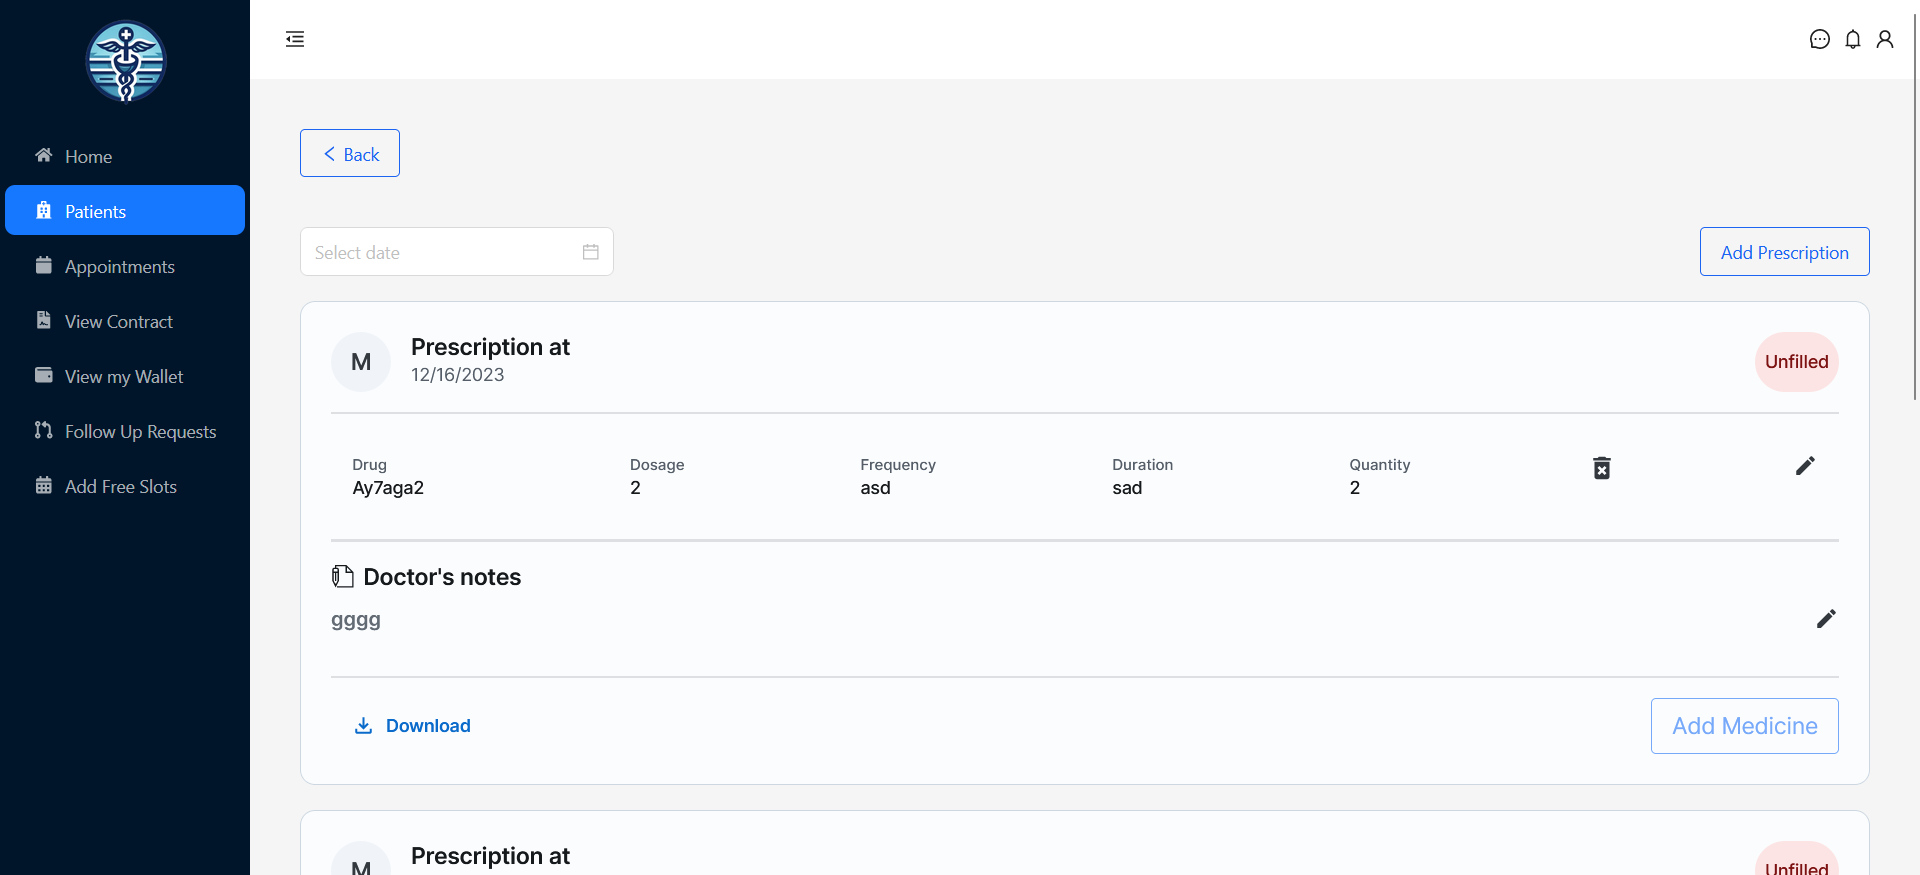 Home
Patients
Appointments
View Contract
View my Wallet
Follow Up Requests
Add Free Slots
Back
Select date
Add Prescription
M
Prescription at
12/16/2023
Unfilled
Drug
Ay7aga2
Dosage
2
Frequency
asd
Duration
sad
Quantity
2
Doctor's notes
gggg
Download
Add Medicine
M
Prescription at
Unfilled